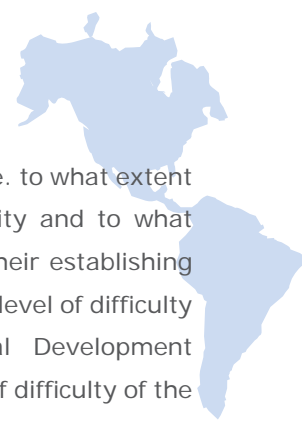 e. to what extent
ity and to what
heir establishing
level of difficulty
al Development
f difficulty of the